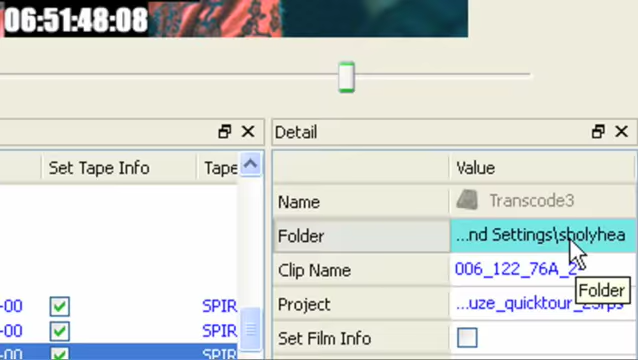 06:51:48:08
Detail
Set Tape Info Tape
Value
Name Transcode3
Folder ...nd Settings\sholyhea
Clip Name 006_122_76A_2
Folder
-00 SPIR
Project ...uze_quicktour_23fps
-00 SPIR
Set Film Info
-00 SPIR